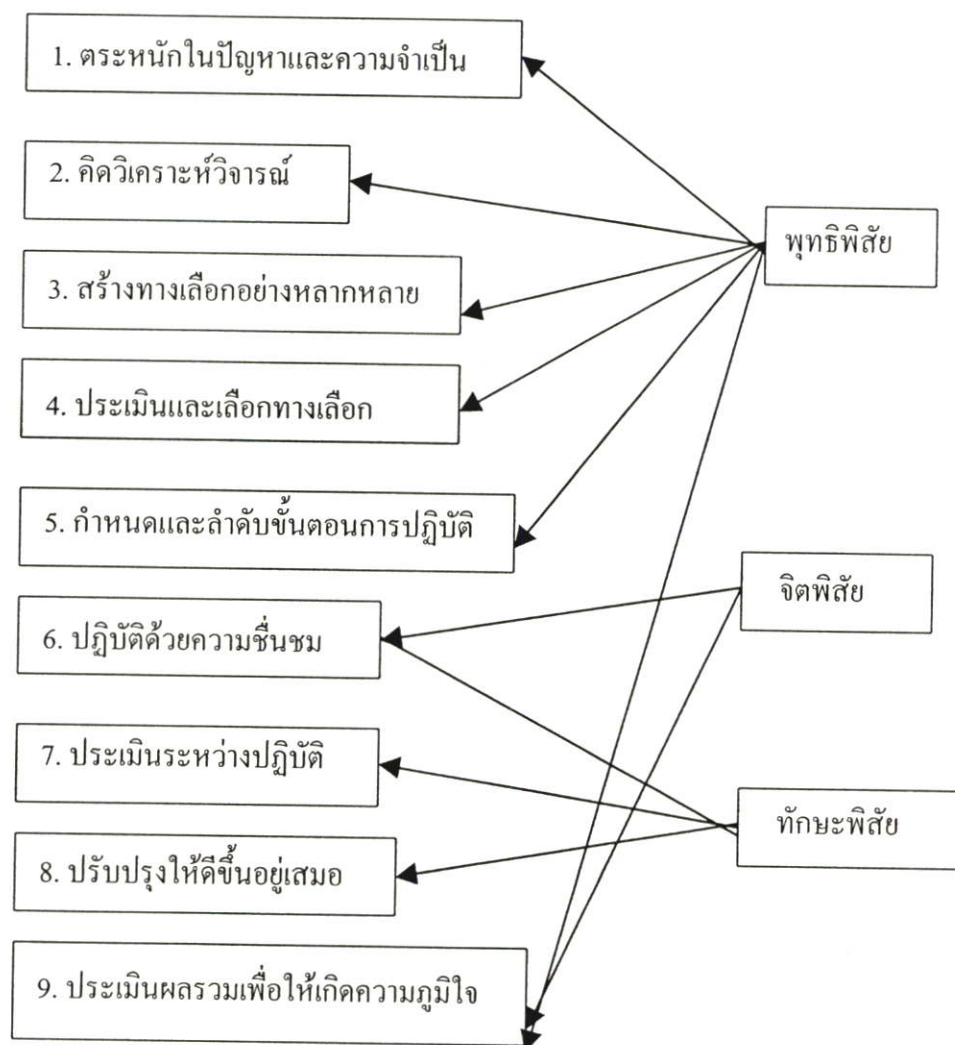 1. ตระหนักในปัญหาและความจำเป็น
2. คิดวิเคราะห์วิจารณ์
พุทธิพิสัย
3. สร้างทางเลือกอย่างหลากหลาย
4. ประเมินและเลือกทางเลือก
5. กำหนดและลำดับขั้นตอนการปฏิบัติ
จิตพิสัย
6. ปฏิบัติด้วยความชื่นชม
7. ประเมินระหว่างปฏิบัติ
ทักษะพิสัย
8. ปรับปรุงให้ดีขึ้นอยู่เสมอ
9. ประเมินผลรวมเพื่อให้เกิดความภูมิใจ